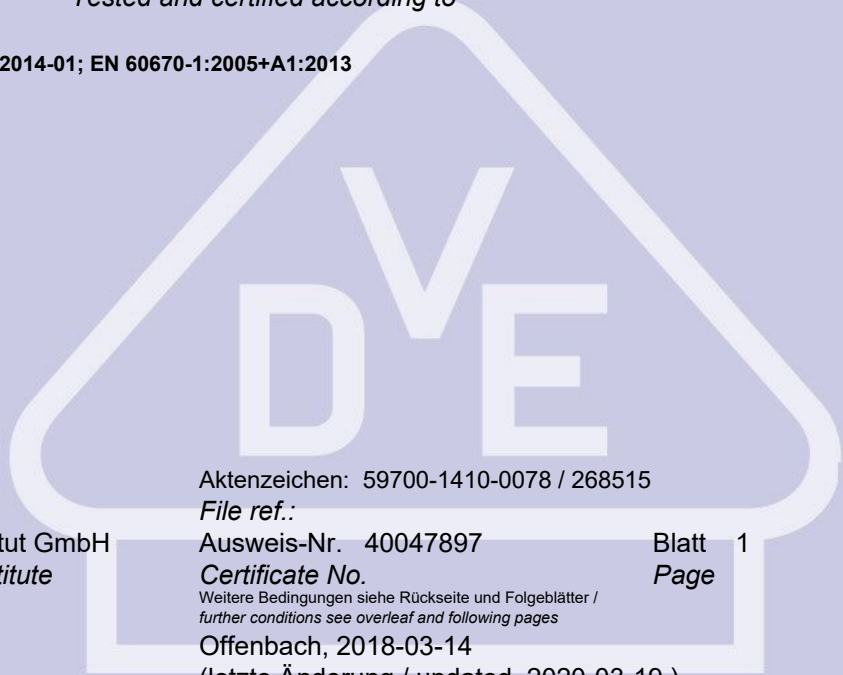 Tested and certified according to
2014-01; EN 60670-1:2005+A1:2013
VDE
Aktenzeichen: 59700-1410-0078 / 268515
File ref.:
tut GmbH Ausweis-Nr. 40047897 Blatt 1
titute Certificate No. Page
Weitere Bedingungen siehe Rückseite und Folgeblätter /
further conditions see overleaf and following pages
Offenbach, 2018-03-14
(letzte Änderung / updated 2020-03-19 )